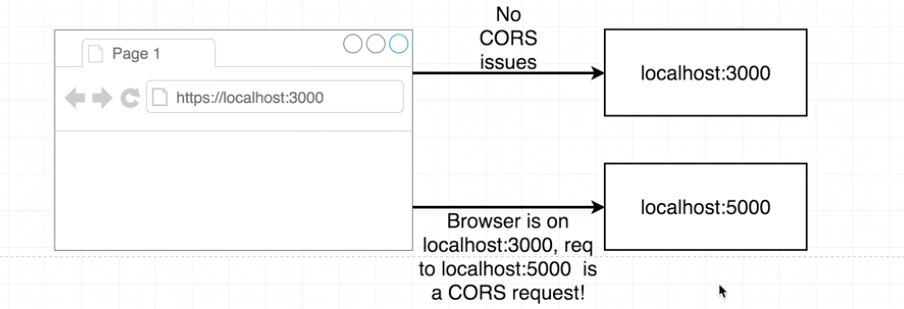 No
CORS
issues
Page 1
https://localhost:3000
localhost:3000
localhost:5000
Browser is on
localhost:3000, req
to localhost:5000 is
a CORS request!